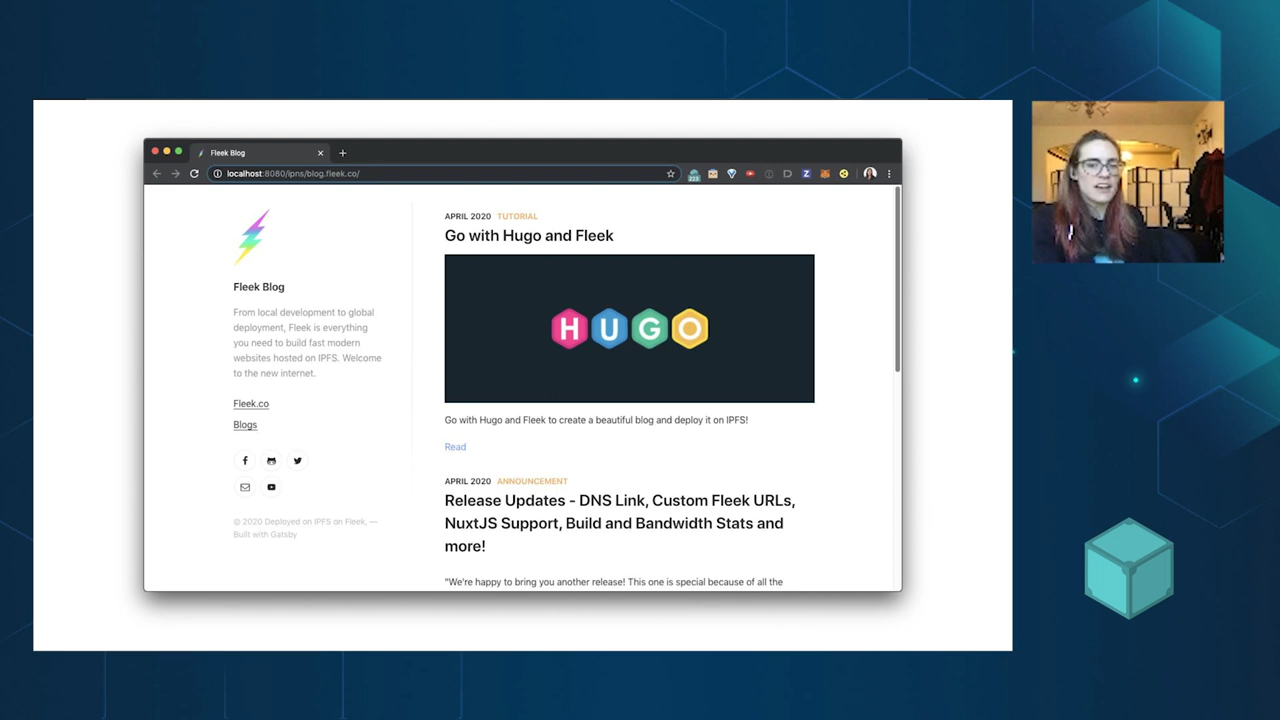 Fleek Blog
localhost:8080/ipns/blog.fleek.co/
223
Fleek Blog
From local development to global
deployment, Fleek is everything
you need to build fast modern
websites hosted on IPFS. Welcome
to the new internet.
Fleek.co
Blogs
© 2020 Deployed on IPFS on Fleek, —
Built with Gatsby
APRIL 2020 TUTORIAL
Go with Hugo and Fleek
HUGO
Go with Hugo and Fleek to create a beautiful blog and deploy it on IPFS!
Read
APRIL 2020 ANNOUNCEMENT
Release Updates - DNS Link, Custom Fleek URLs,
NuxtJS Support, Build and Bandwidth Stats and
more!
"We're happy to bring you another release! This one is special because of all the